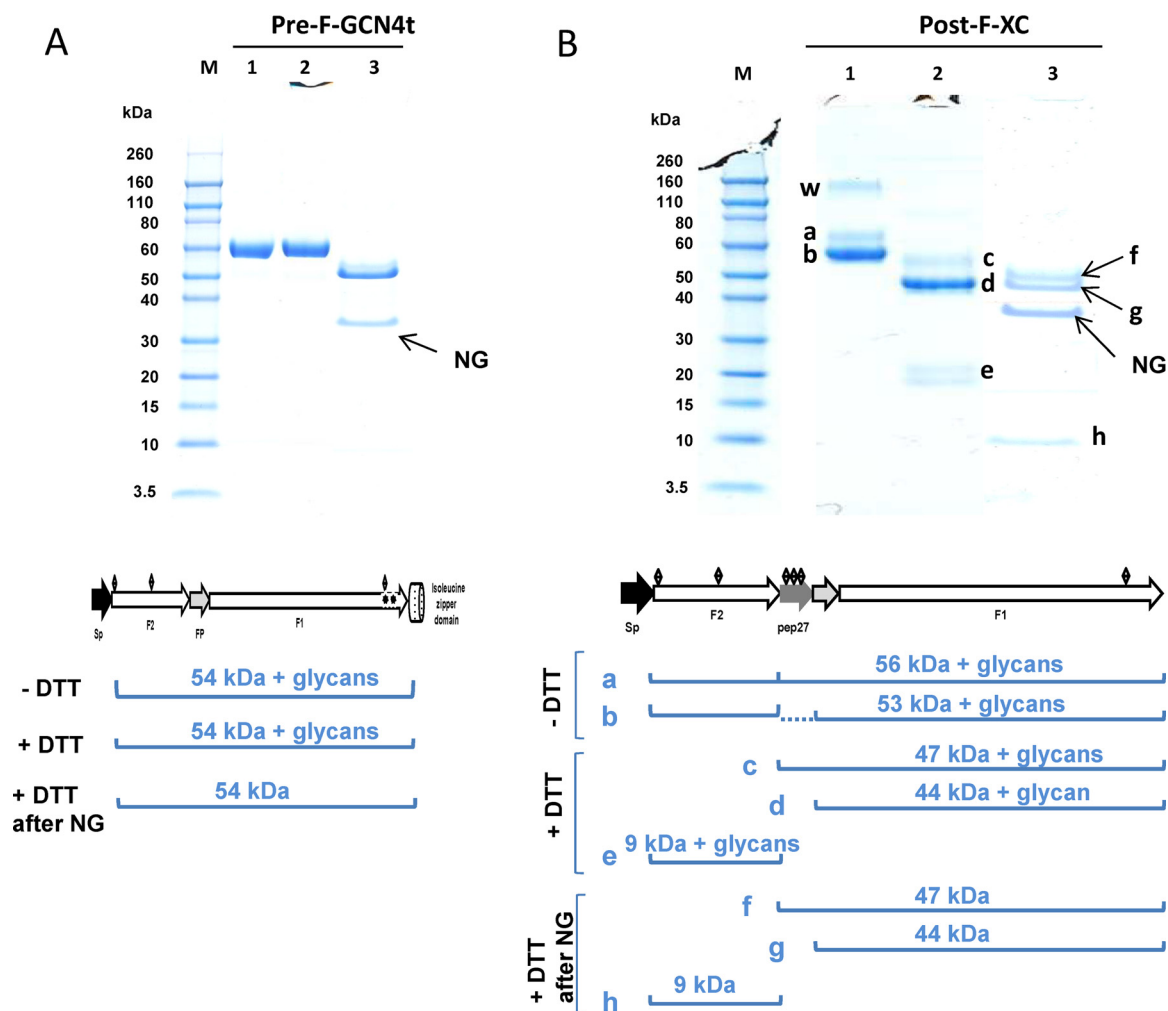 A
Pre-F-GCN4t
M 1 2 3
kDa
260
160
110
80
60
50
40
30
20
15
10
3.5
NG
Sp F2 FP F1
** Isoleucine
zipper
domain
- DTT 54 kDa + glycans
+ DTT 54 kDa + glycans
+ DTT
after NG 54 kDa
B
Post-F-XC
M 1 2 3
kDa
260
160
110
80
60
50
40
30
20
15
10
3.5
w
a
b
c
d
e
f
g
NG
h
Sp F2 pep27 F1
- DTT
a 56 kDa + glycans
b 53 kDa + glycans
+ DTT
c 47 kDa + glycans
d 44 kDa + glycan
e 9 kDa + glycans
+ DTT
after NG
f 47 kDa
g 44 kDa
h 9 kDa